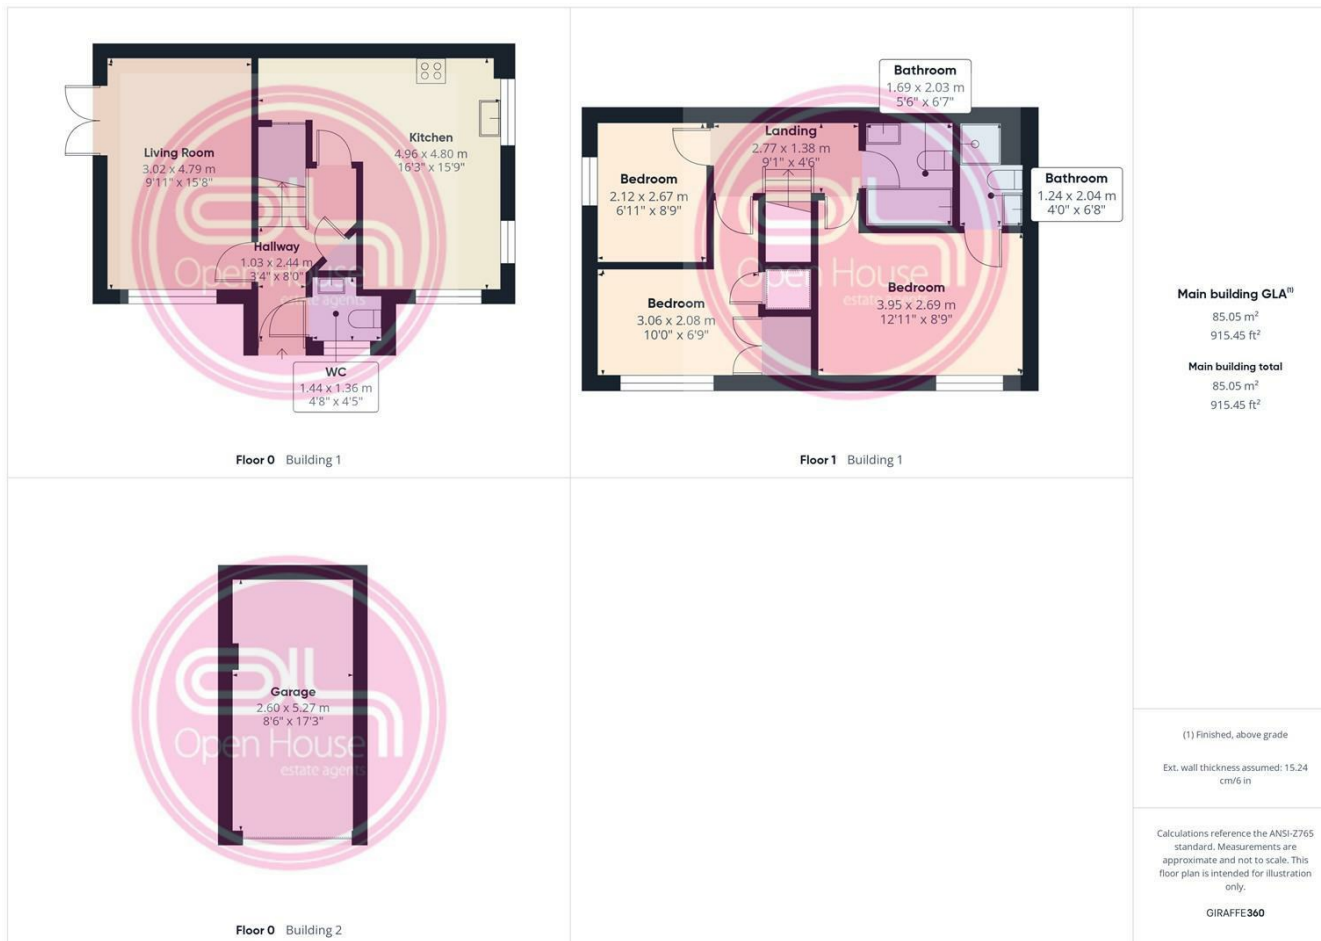 Living Room
3.02 x 4.79 m
9'11" x 15'8"
Kitchen
4.96 x 4.80 m
16'3" x 15'9"
Hallway
1.03 x 2.44 m
3'4" x 8'0"
Open House
estate agents
WC
1.44 x 1.36 m
4'8" x 4'5"
Floor 0 Building 1
Bathroom
1.69 x 2.03 m
5'6" x 6'7"
Landing
2.77 x 1.38 m
9'1" x 4'6"
Bedroom
2.12 x 2.67 m
6'11" x 8'9"
Bathroom
1.24 x 2.04 m
4'0" x 6'8"
Open House
estate agents
Bedroom
3.06 x 2.08 m
10'0" x 6'9"
Bedroom
3.95 x 2.69 m
12'11" x 8'9"
Floor 1 Building 1
Garage
2.60 x 5.27 m
8'6" x 17'3"
Open House
estate agents
Floor 0 Building 2
Main building GLA(1)
85.05 m²
915.45 ft²
Main building total
85.05 m²
915.45 ft²
(1) Finished, above grade
Ext. wall thickness assumed: 15.24
cm/6 in
Calculations reference the ANSI-Z765
standard. Measurements are
approximate and not to scale. This
floor plan is intended for illustration
only.
GIRAFFE360